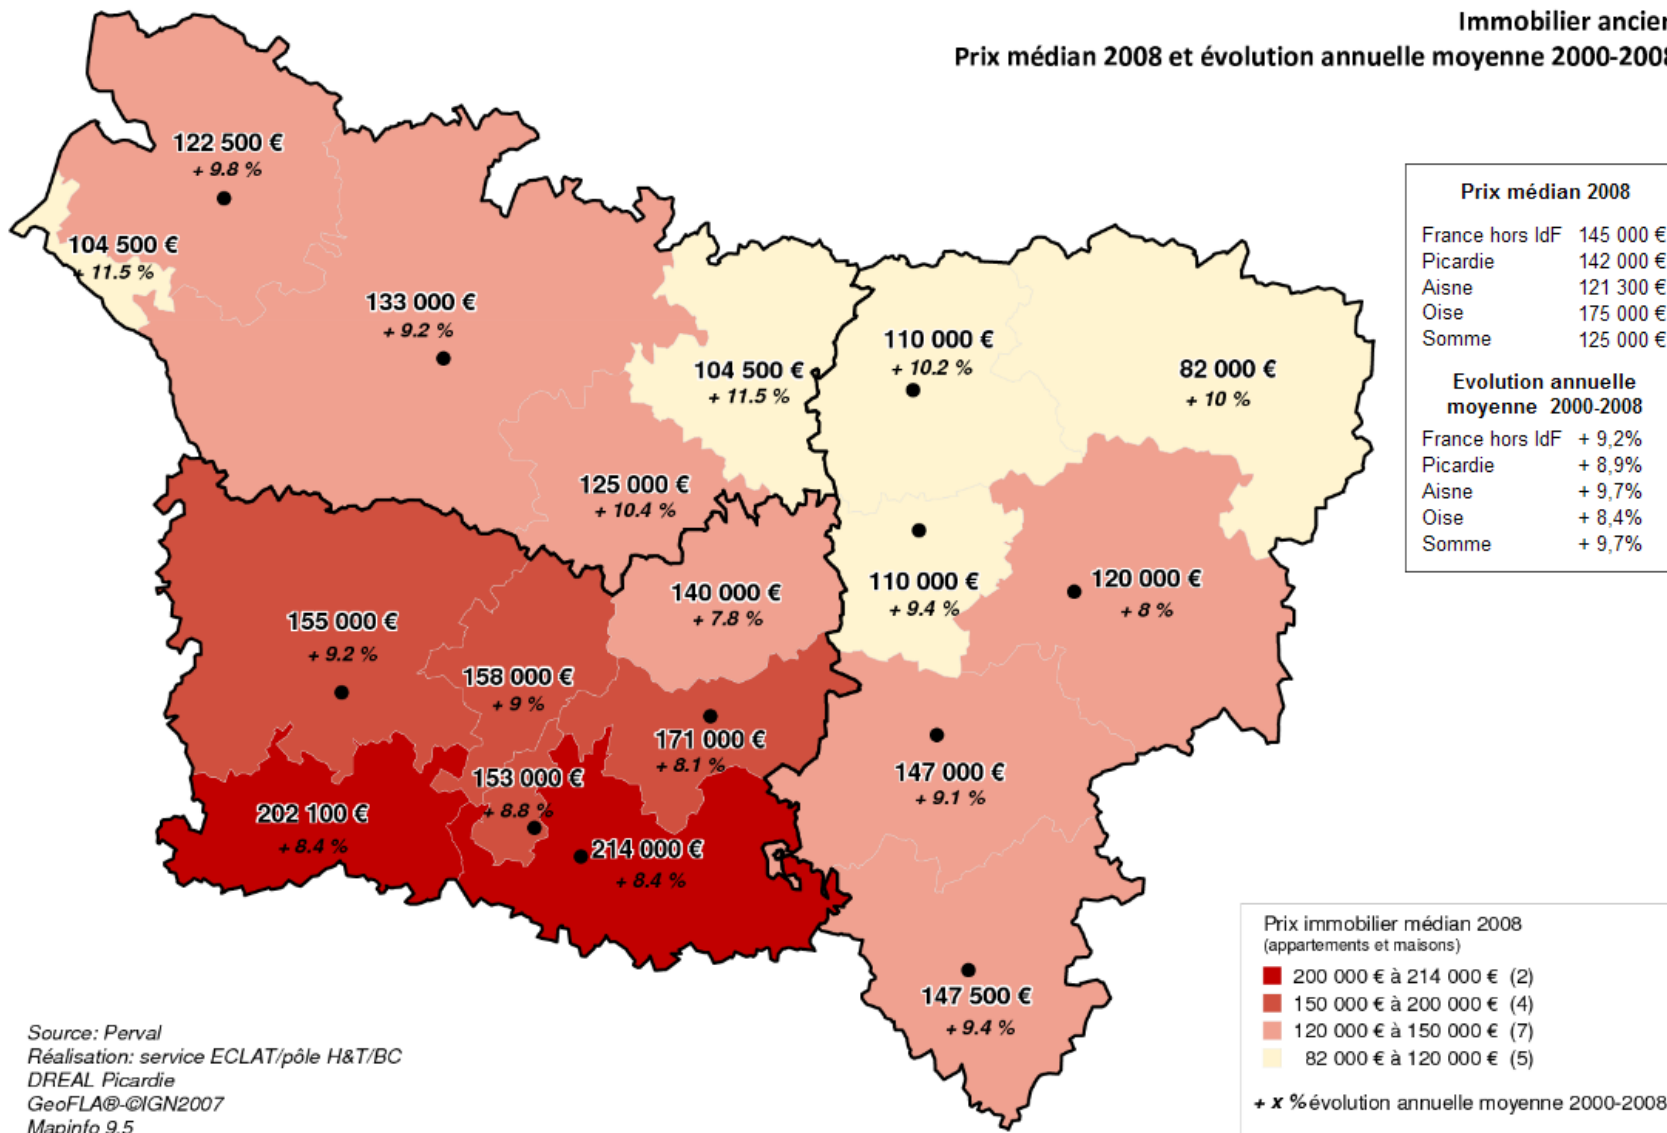 Immobilier ancien
Prix médian 2008 et évolution annuelle moyenne 2000-2008
122 500 €
+ 9.8 %
104 500 €
+ 11.5 %
133 000 €
+ 9.2 %
104 500 €
+ 11.5 %
110 000 €
+ 10.2 %
82 000 €
+ 10 %
125 000 €
+ 10.4 %
140 000 €
+ 7.8 %
110 000 €
+ 9.4 %
120 000 €
+ 8 %
155 000 €
+ 9.2 %
158 000 €
+ 9 %
171 000 €
+ 8.1 %
153 000 €
+ 8.8 %
147 000 €
+ 9.1 %
202 100 €
+ 8.4 %
214 000 €
+ 8.4 %
147 500 €
+ 9.4 %
Prix médian 2008
France hors IdF 145 000 €
Picardie 142 000 €
Aisne 121 300 €
Oise 175 000 €
Somme 125 000 €
Evolution annuelle
moyenne 2000-2008
France hors IdF + 9,2%
Picardie + 8,9%
Aisne + 9,7%
Oise + 8,4%
Somme + 9,7%
Prix immobilier médian 2008
(appartements et maisons)
200 000 € à 214 000 € (2)
150 000 € à 200 000 € (4)
120 000 € à 150 000 € (7)
82 000 € à 120 000 € (5)
+ x % évolution annuelle moyenne 2000-2008
Source: Perval
Réalisation: service ECLAT/pôle H&T/BC
DREAL Picardie
GeoFLA®-©IGN2007
Mapinfo 9.5